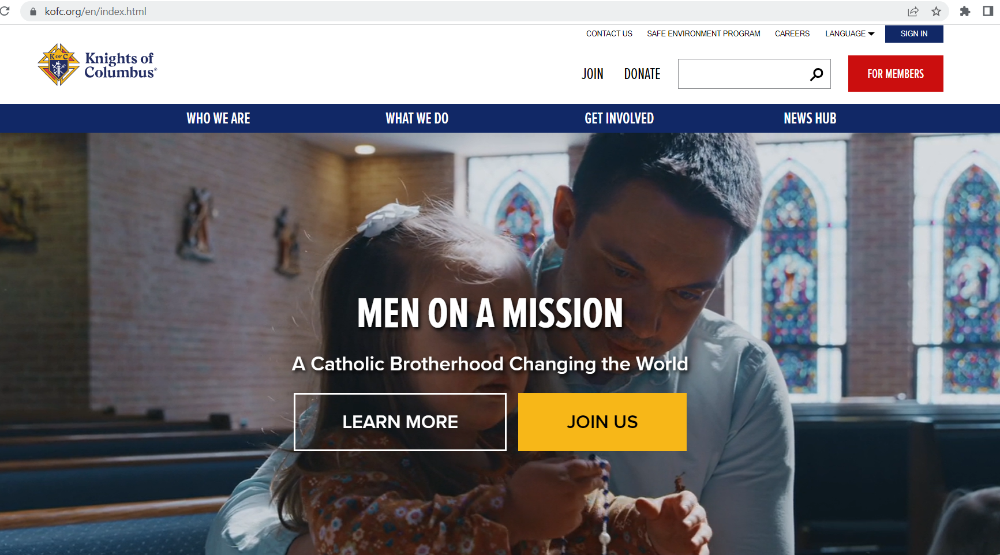 kofc.org/en/index.html
CONTACT US SAFE ENVIRONMENT PROGRAM CAREERS LANGUAGE SIGN IN
K OF C
Knights of
Columbus®
JOIN DONATE FOR MEMBERS
WHO WE ARE WHAT WE DO GET INVOLVED NEWS HUB
MEN ON A MISSION
A Catholic Brotherhood Changing the World
LEARN MORE JOIN US